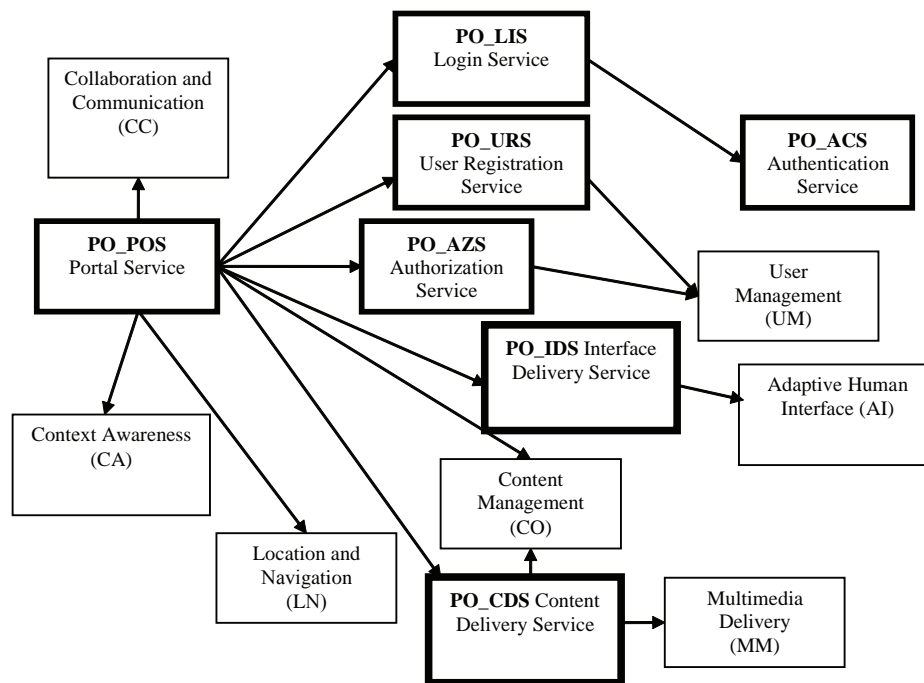 PO_LIS
Login Service
Collaboration and
Communication
(CC)
PO_URS
User Registration
Service
PO_ACS
Authentication
Service
PO_POS
Portal Service
PO_AZS
Authorization
Service
User
Management
(UM)
PO_IDS Interface
Delivery Service
Adaptive Human
Interface (AI)
Context Awareness
(CA)
Content
Management
(CO)
Location and
Navigation
(LN)
PO_CDS Content
Delivery Service
Multimedia
Delivery
(MM)